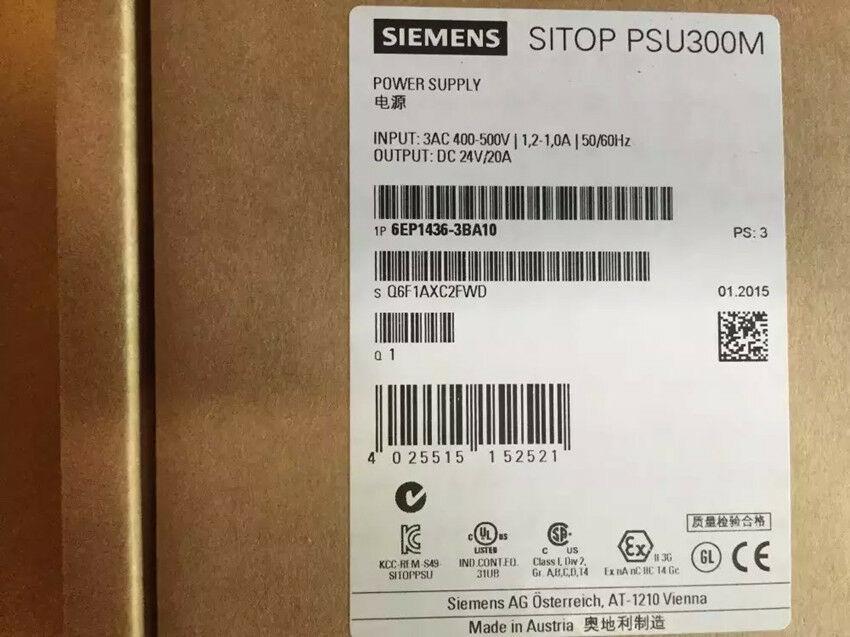 SIEMENS SITOP PSU300M
POWER SUPPLY
电源
INPUT: 3AC 400-500V | 1,2-1,0A | 50/60Hz
OUTPUT: DC 24V/20A
1P 6EP1436-3BA10 PS: 3
S Q6F1AXC2FWD 01.2015
Q 1
4 025515 152521
质量检验合格
KCC-REM-S49-
SITOPPSU
C UL US
LISTED
IND.CONT.EQ.
31UB
SP
C US
Class I, Div 2,
Gr. A,B,C,D,T4
Ex II 3G
Ex nA nC IIC T4 Gc
GL CE
Siemens AG Österreich, AT-1210 Vienna
Made in Austria 奥地利制造